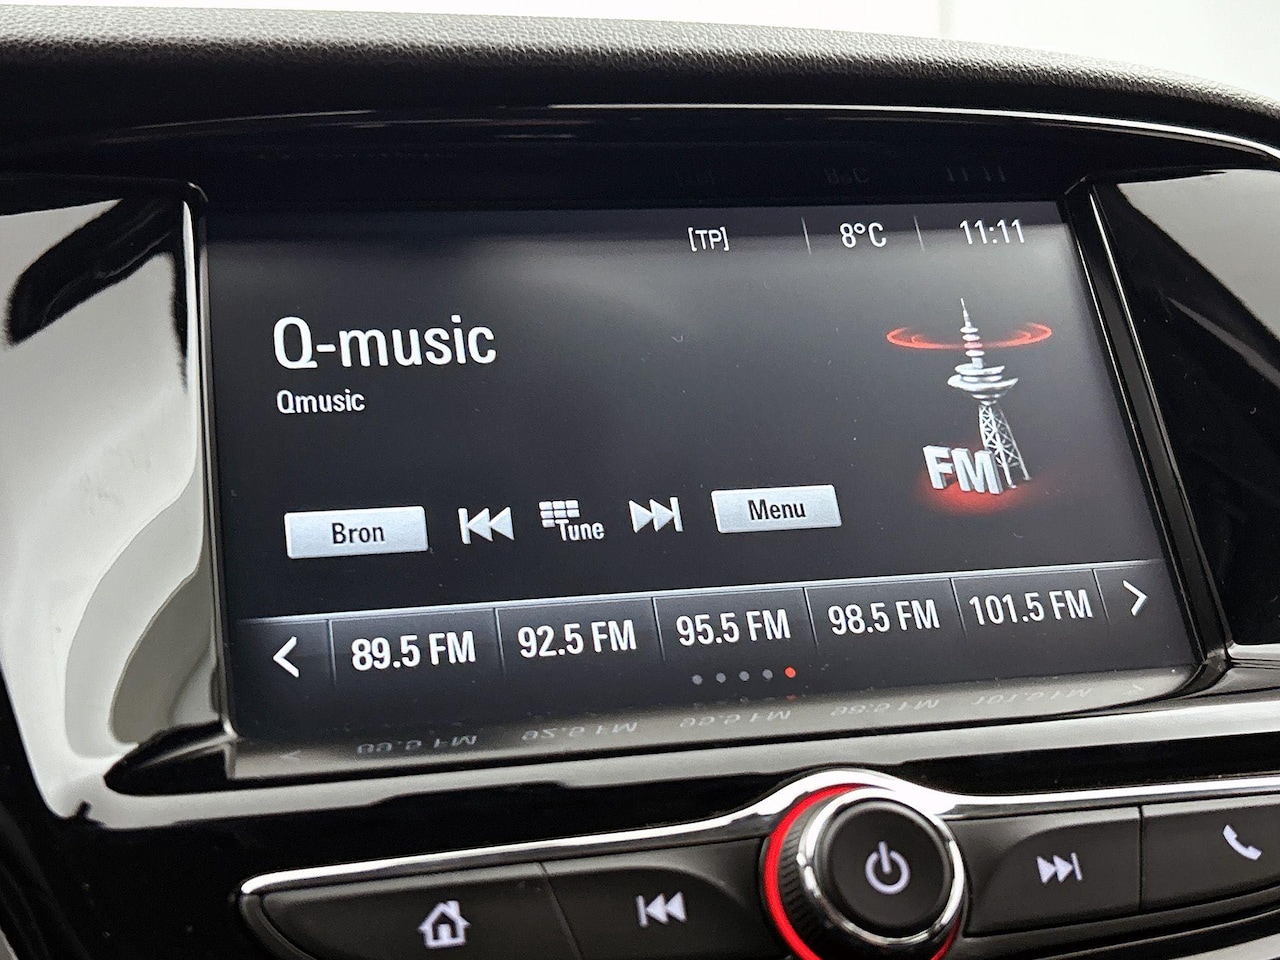 [TP] 8°C 11:11
Q-music
Qmusic
FM
Bron Tune Menu
89.5 FM 92.5 FM 95.5 FM 98.5 FM 101.5 FM